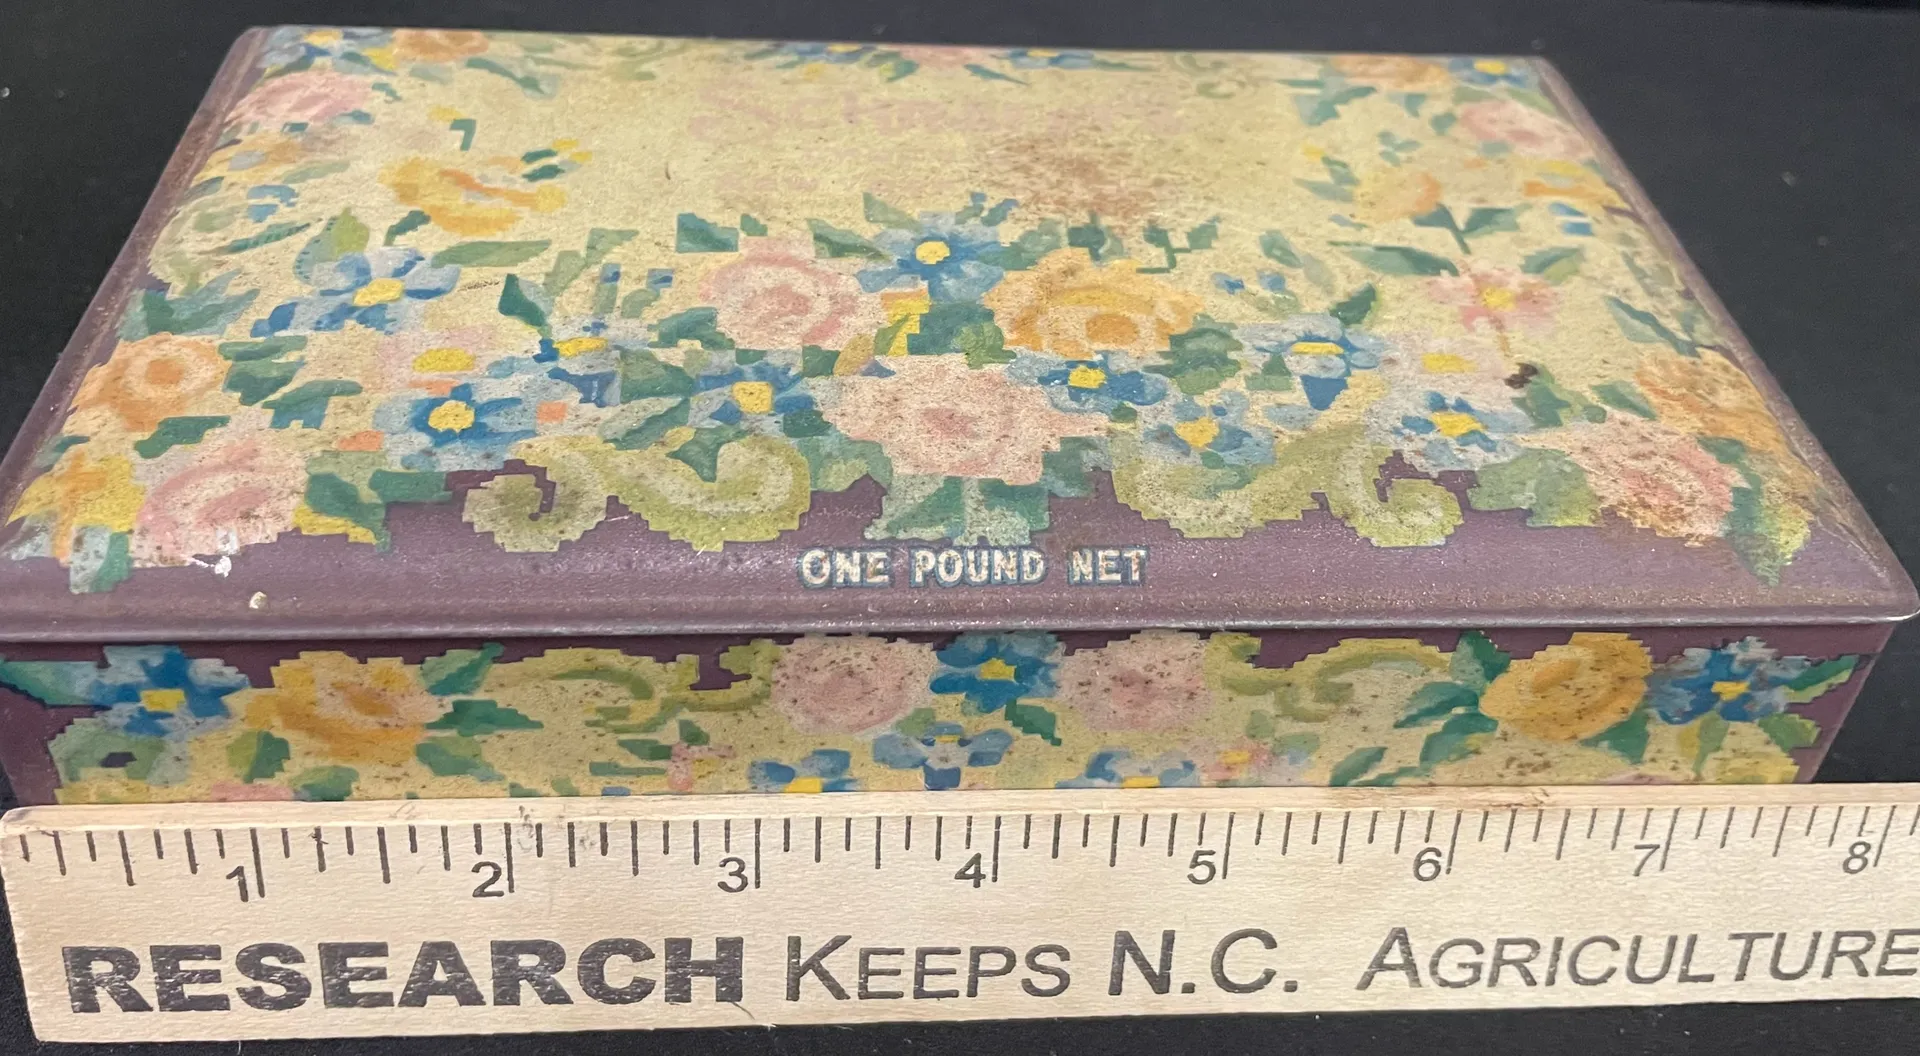 ONE POUND NET
1 2 3 4 5 6 7 8
RESEARCH KEEPS N.C. AGRICULTURE